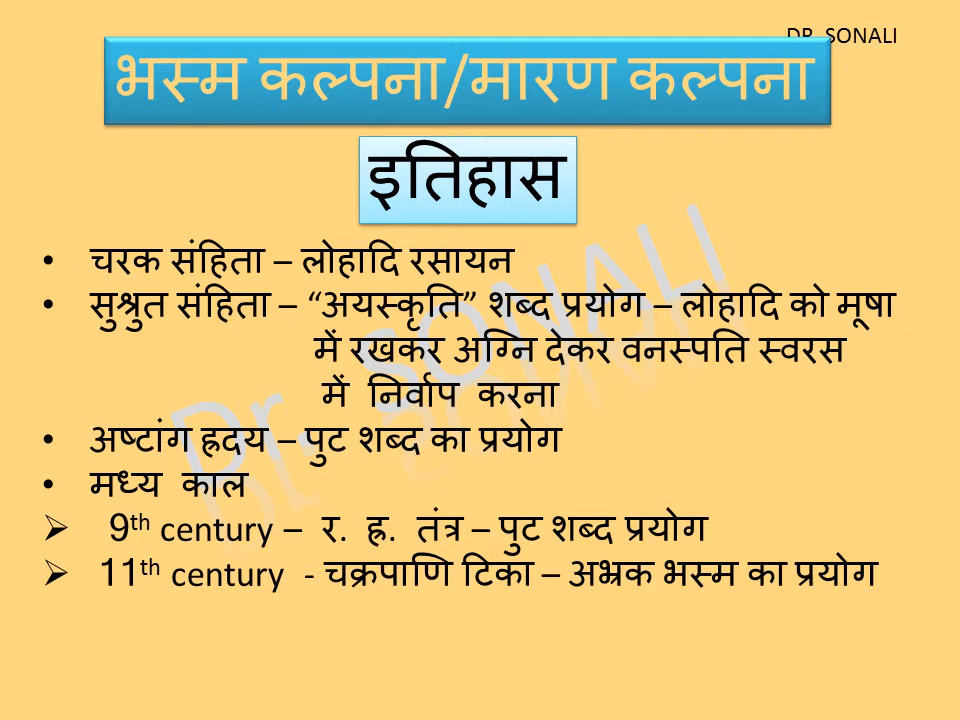 DR. SONALI
भस्म कल्पना/मारण कल्पना
इतिहास
• चरक संहिता – लोहादि रसायन
• सुश्रुत संहिता – “अयस्कृति” शब्द प्रयोग – लोहादि को मूषा
में रखकर अग्नि देकर वनस्पति स्वरस
में निर्वाप करना
• अष्टांग ह्रदय – पुट शब्द का प्रयोग
• मध्य काल
➢ 9th century – र. ह्र. तंत्र – पुट शब्द प्रयोग
➢ 11th century - चक्रपाणि टिका – अभ्रक भस्म का प्रयोग
Dr. SONALI